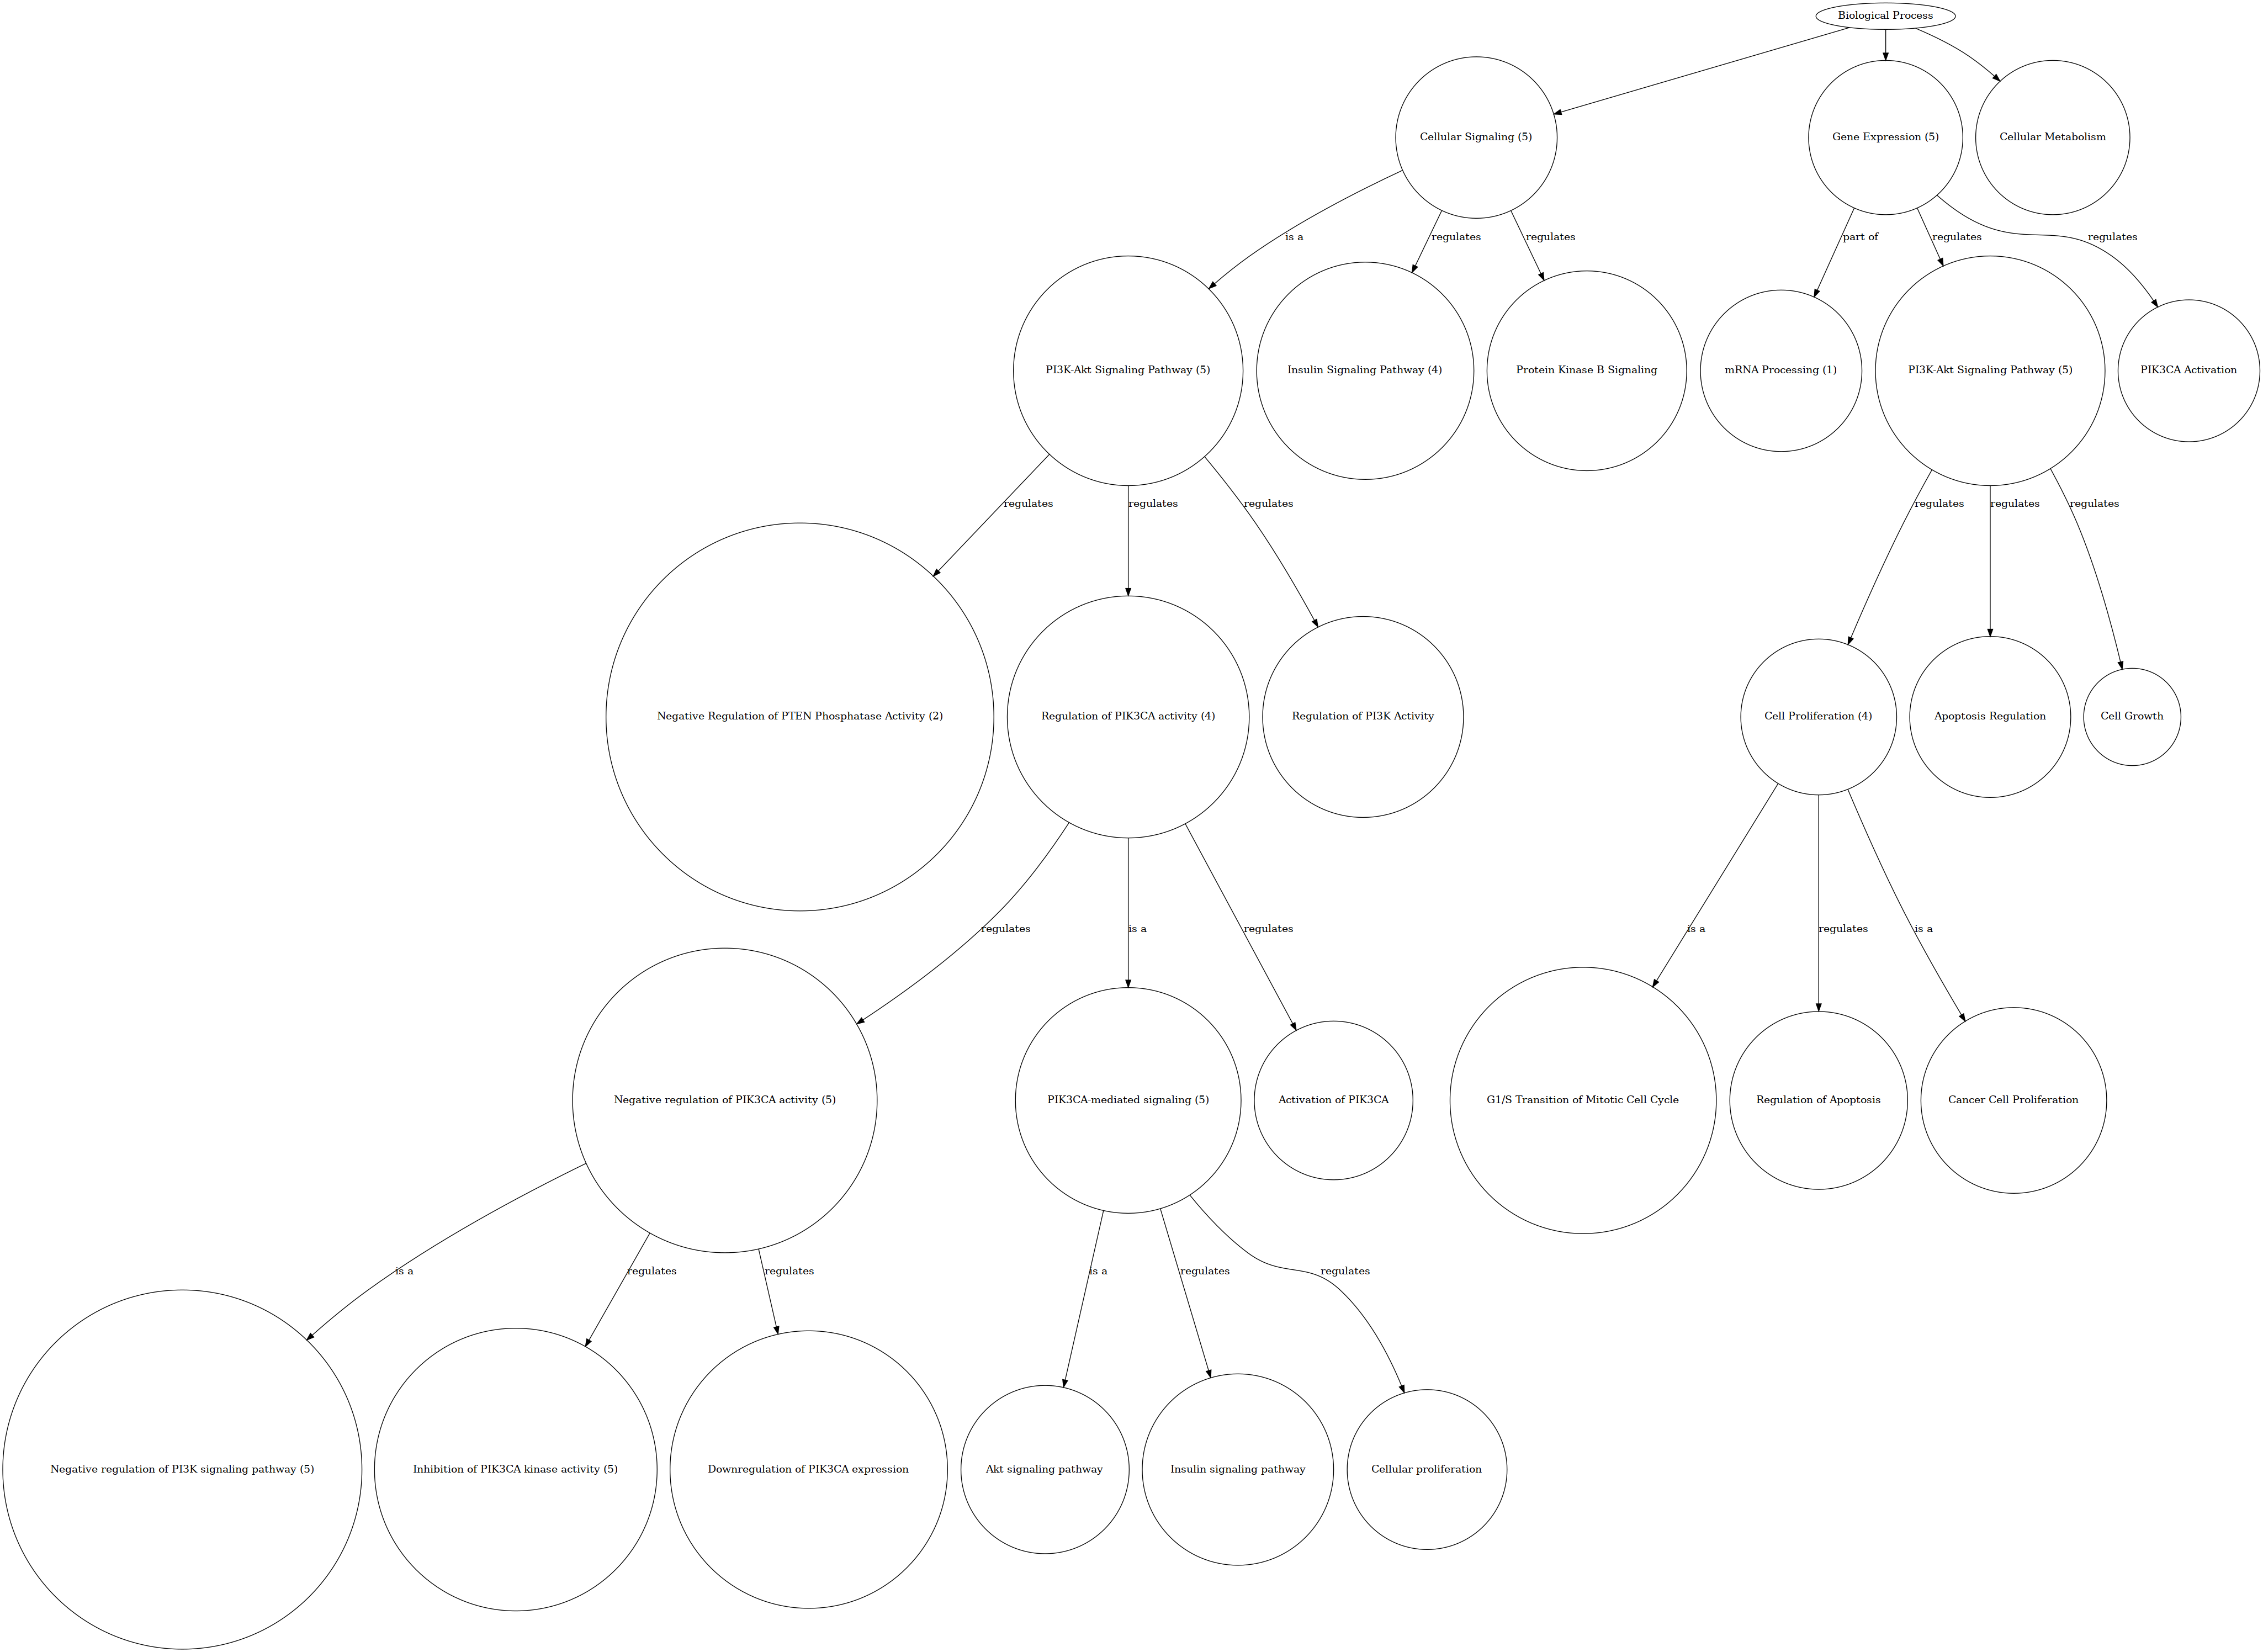 Biological Process
Cellular Signaling (5)
Gene Expression (5)
Cellular Metabolism
is a
regulates
regulates
part of
regulates
regulates
PI3K-Akt Signaling Pathway (5)
Insulin Signaling Pathway (4)
Protein Kinase B Signaling
mRNA Processing (1)
PI3K-Akt Signaling Pathway (5)
PIK3CA Activation
regulates
regulates
regulates
regulates
regulates
regulates
Negative Regulation of PTEN Phosphatase Activity (2)
Regulation of PIK3CA activity (4)
Regulation of PI3K Activity
Cell Proliferation (4)
Apoptosis Regulation
Cell Growth
regulates
is a
regulates
is a
regulates
is a
Negative regulation of PIK3CA activity (5)
PIK3CA-mediated signaling (5)
Activation of PIK3CA
G1/S Transition of Mitotic Cell Cycle
Regulation of Apoptosis
Cancer Cell Proliferation
is a
regulates
regulates
is a
regulates
regulates
Negative regulation of PI3K signaling pathway (5)
Inhibition of PIK3CA kinase activity (5)
Downregulation of PIK3CA expression
Akt signaling pathway
Insulin signaling pathway
Cellular proliferation